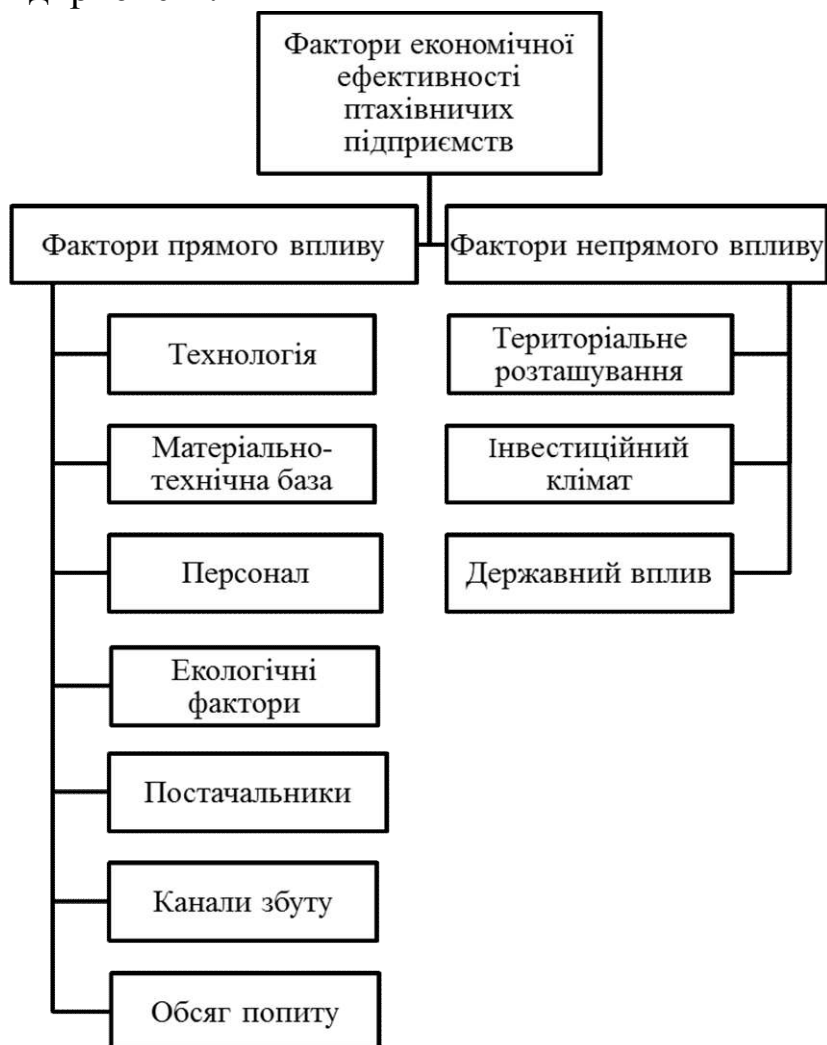 Фактори економічної
ефективності
птахівничих
підприємств
Фактори прямого впливу
Фактори непрямого впливу
Технологія
Матеріально-
технічна база
Персонал
Екологічні
фактори
Постачальники
Канали збуту
Обсяг попиту
Територіальне
розташування
Інвестиційний
клімат
Державний вплив